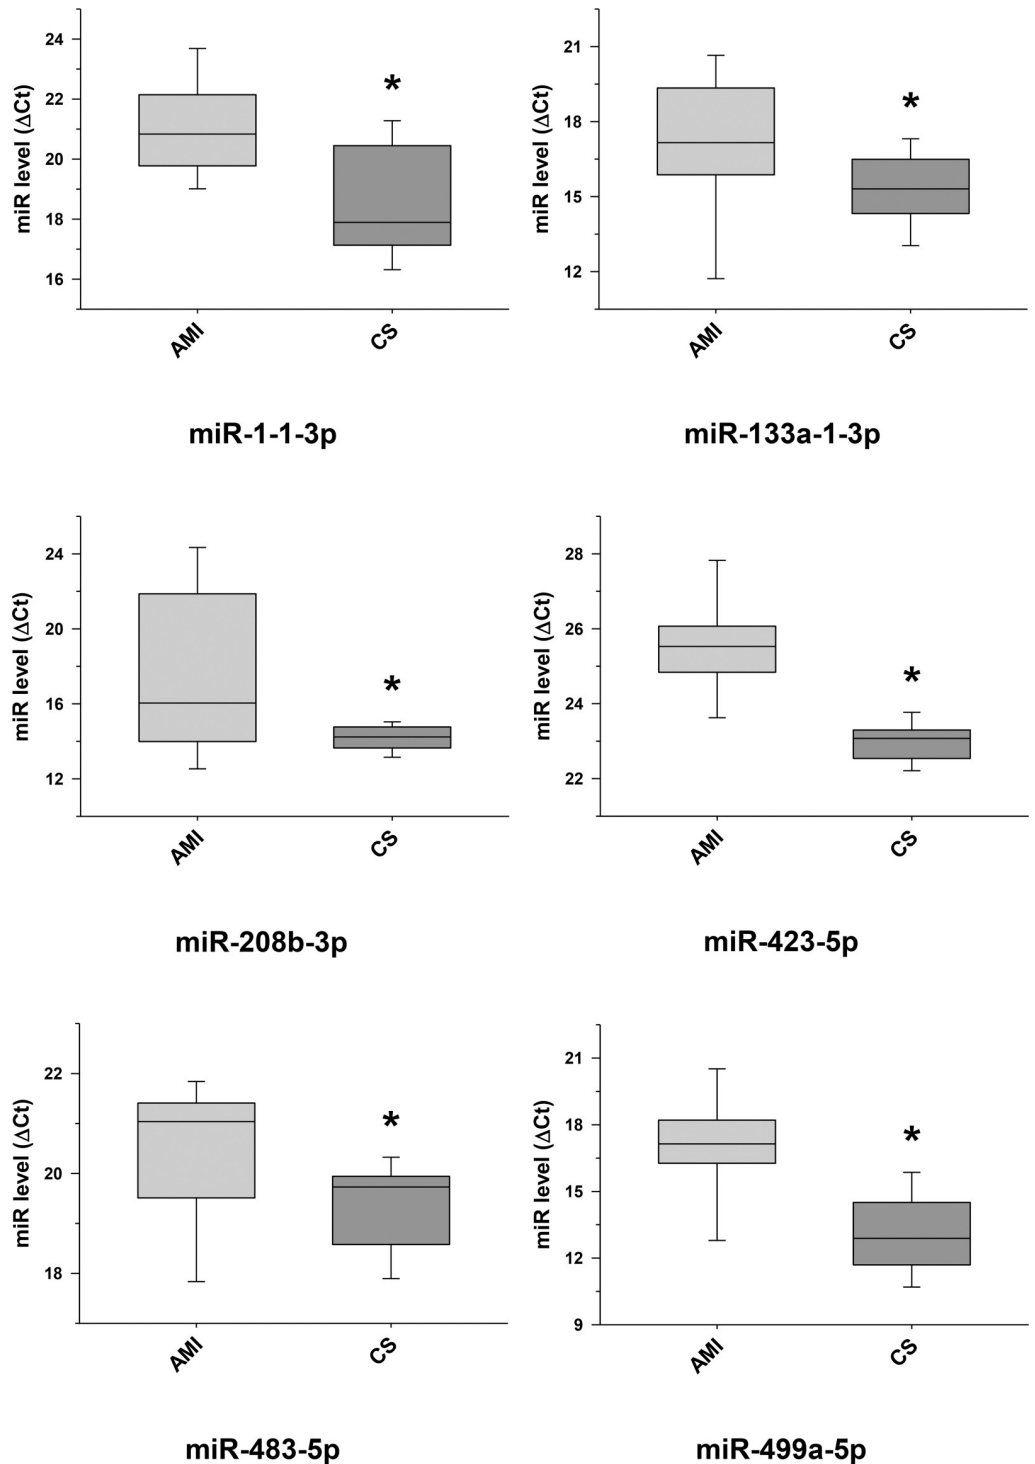 miR level (ΔCt)
24
22
20
18
16
*
AMI
CS
miR-1-1-3p
miR level (ΔCt)
21
18
15
12
*
AMI
CS
miR-133a-1-3p
miR level (ΔCt)
24
20
16
12
*
AMI
CS
miR-208b-3p
miR level (ΔCt)
28
26
24
22
*
AMI
CS
miR-423-5p
miR level (ΔCt)
22
20
18
*
AMI
CS
miR-483-5p
miR level (ΔCt)
21
18
15
12
9
*
AMI
CS
miR-499a-5p